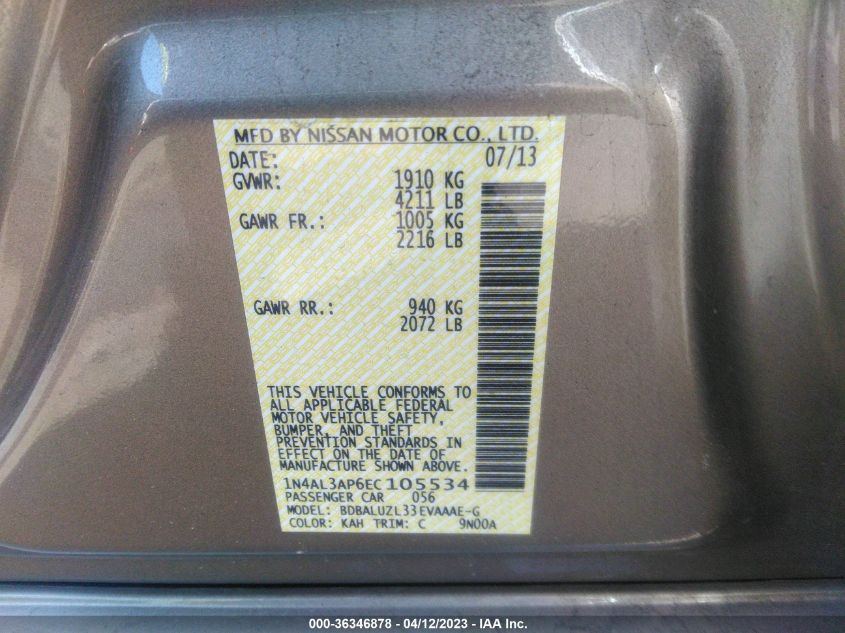 MFD BY NISSAN MOTOR CO., LTD.
DATE: 07/13
GVWR: 1910 KG
4211 LB
GAWR FR.: 1005 KG
2216 LB
GAWR RR.: 940 KG
2072 LB
THIS VEHICLE CONFORMS TO
ALL APPLICABLE FEDERAL
MOTOR VEHICLE SAFETY,
BUMPER, AND THEFT
PREVENTION STANDARDS IN
EFFECT ON THE DATE OF
MANUFACTURE SHOWN ABOVE.
1N4AL3AP6EC105534
PASSENGER CAR 056
MODEL: BDBALUZL33EVAAAE-G
COLOR: KAH TRIM: C 9N00A
000-36346878 - 04/12/2023 - IAA Inc.